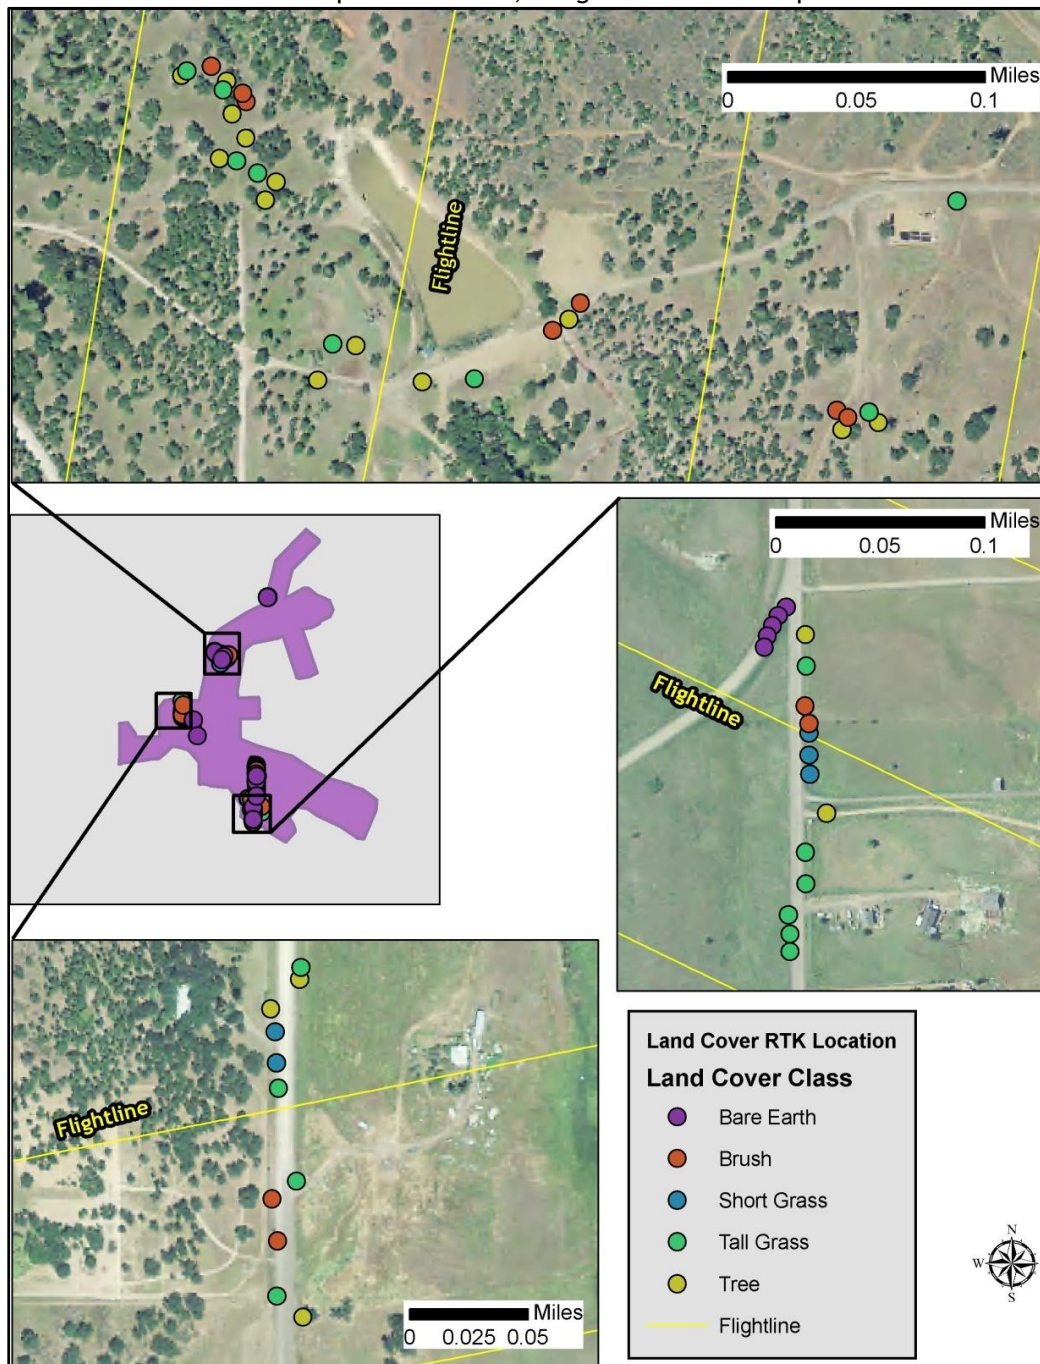 Miles
0 0.05 0.1
Flightline
Miles
0 0.05 0.1
Flightline
Flightline
Miles
0 0.025 0.05
Land Cover RTK Location
Land Cover Class
Bare Earth
Brush
Short Grass
Tall Grass
Tree
Flightline
N
W E
S